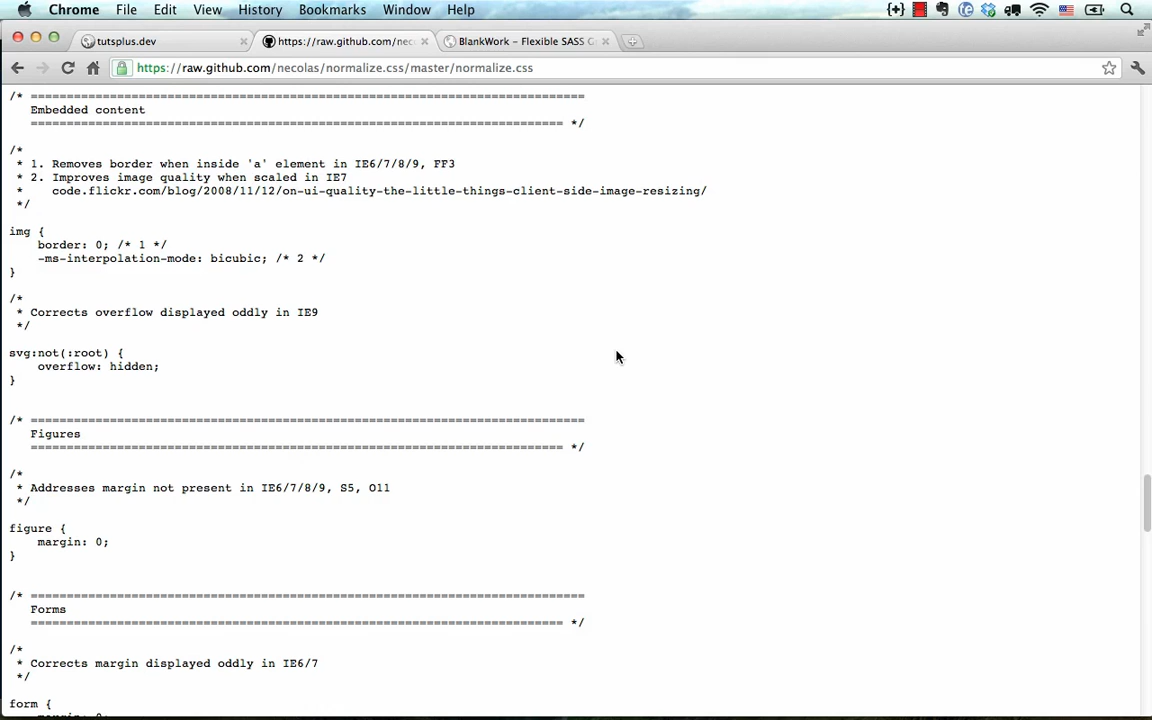 Chrome File Edit View History Bookmarks Window Help
tutsplus.dev https://raw.github.com/nec BlankWork – Flexible SASS G
https://raw.github.com/necolas/normalize.css/master/normalize.css
/* =============================================================================
Embedded content
========================================================================== */
/*
* 1. Removes border when inside 'a' element in IE6/7/8/9, FF3
* 2. Improves image quality when scaled in IE7
* code.flickr.com/blog/2008/11/12/on-ui-quality-the-little-things-client-side-image-resizing/
*/
img {
border: 0; /* 1 */
-ms-interpolation-mode: bicubic; /* 2 */
}
/*
* Corrects overflow displayed oddly in IE9
*/
svg:not(:root) {
overflow: hidden;
}
/* =============================================================================
Figures
========================================================================== */
/*
* Addresses margin not present in IE6/7/8/9, S5, O11
*/
figure {
margin: 0;
}
/* =============================================================================
Forms
========================================================================== */
/*
* Corrects margin displayed oddly in IE6/7
*/
form {
margin: 0;